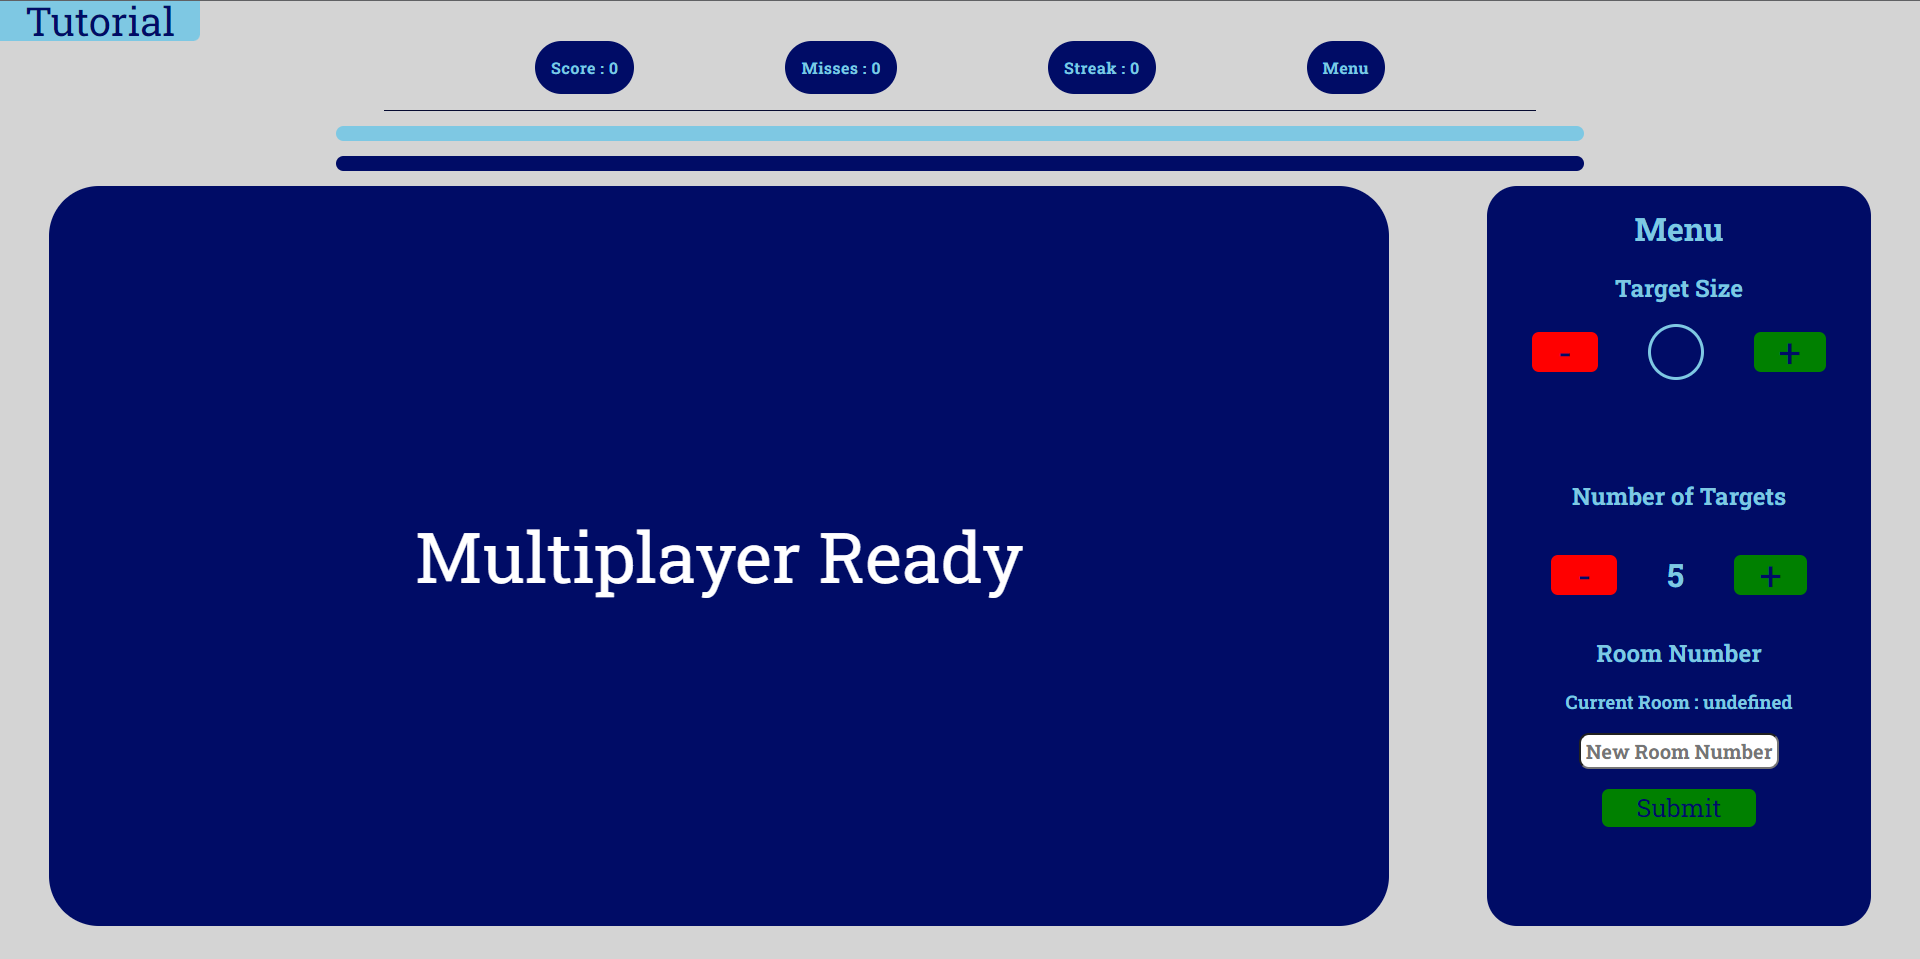 Tutorial
Score : 0
Misses : 0
Streak : 0
Menu
Multiplayer Ready
Menu
Target Size
- +
Number of Targets
- 5 +
Room Number
Current Room : undefined
New Room Number
Submit